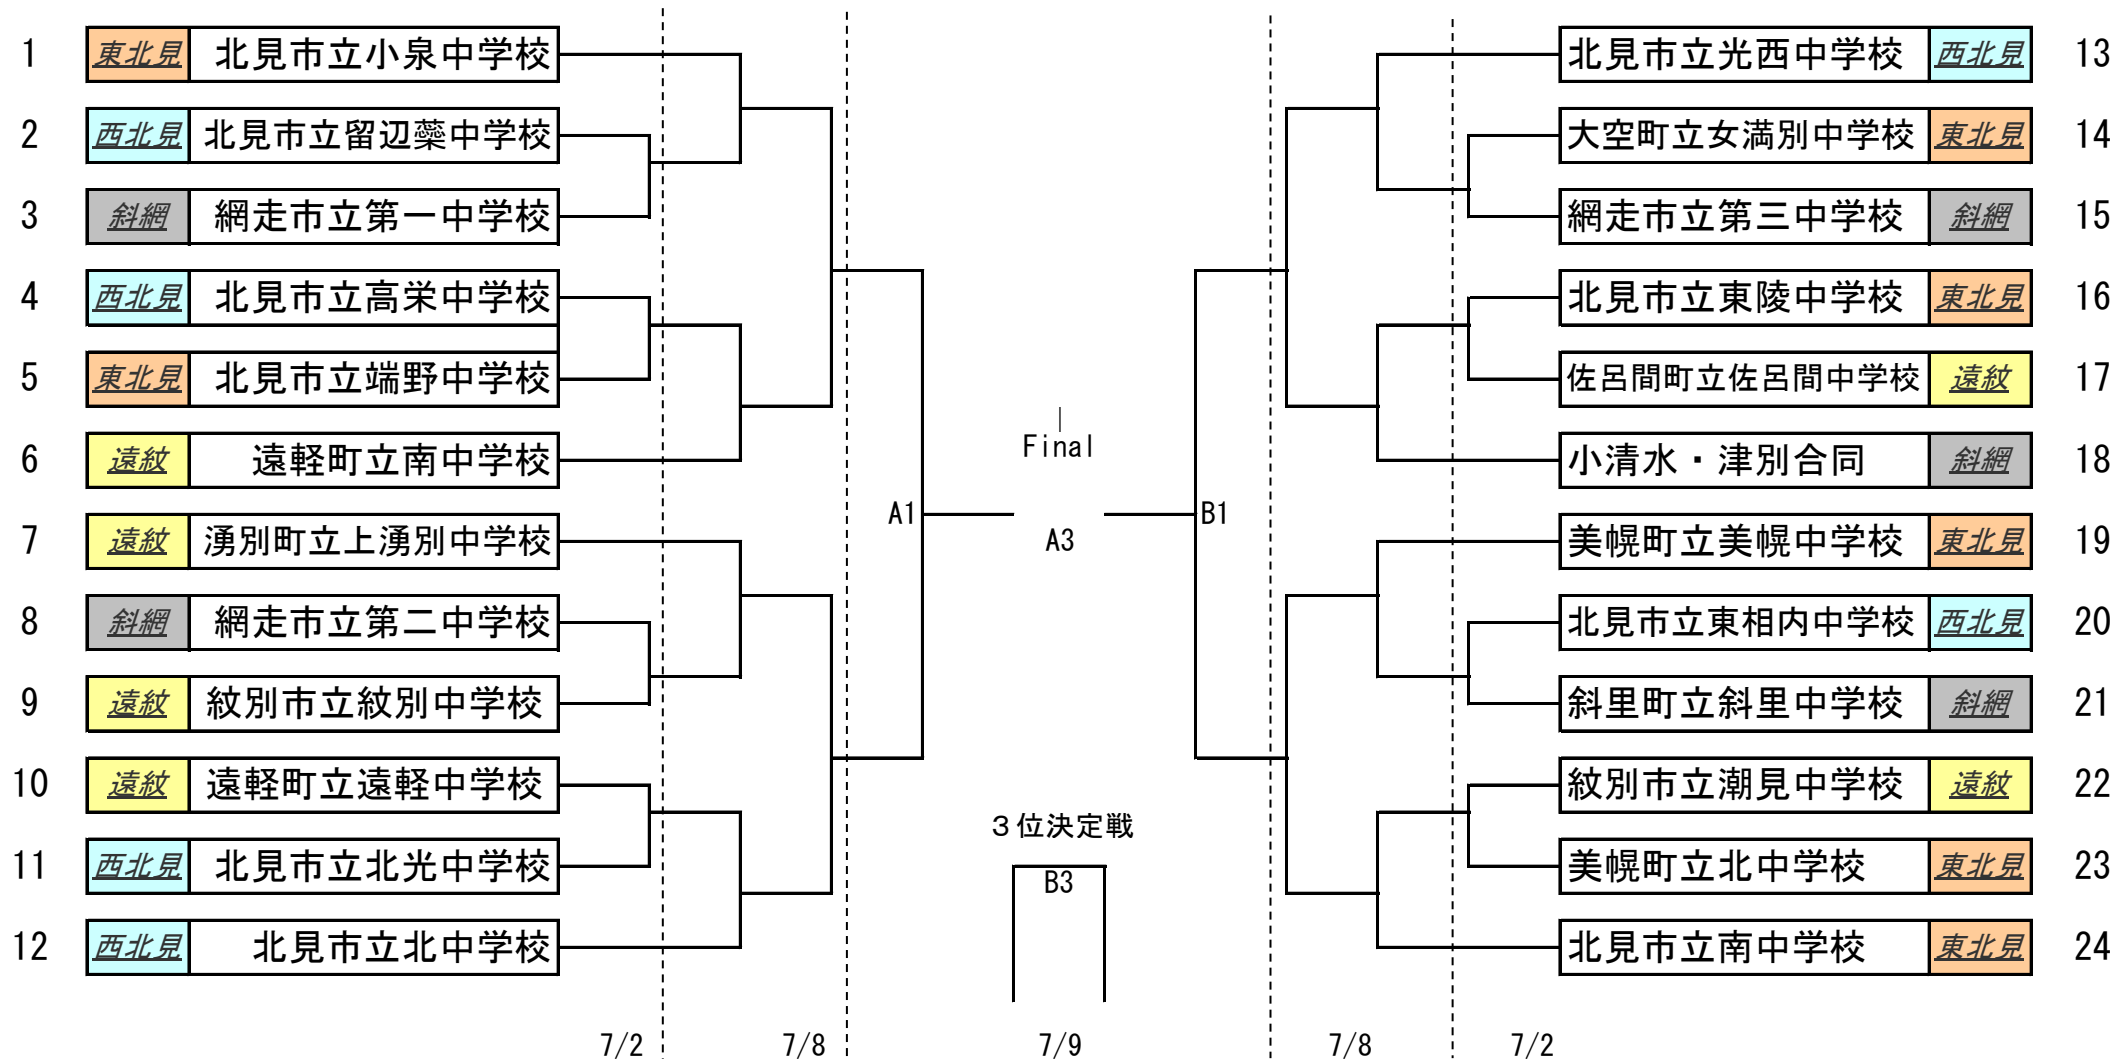 1 東北見 北見市立小泉中学校
2 西北見 北見市立留辺蘂中学校
3 斜網 網走市立第一中学校
4 西北見 北見市立高栄中学校
5 東北見 北見市立端野中学校
6 遠紋 遠軽町立南中学校
7 遠紋 湧別町立上湧別中学校
8 斜網 網走市立第二中学校
9 遠紋 紋別市立紋別中学校
10 遠紋 遠軽町立遠軽中学校
11 西北見 北見市立北光中学校
12 西北見 北見市立北中学校
A1
Final
A3
B1
3位決定戦
B3
北見市立光西中学校 西北見 13
大空町立女満別中学校 東北見 14
網走市立第三中学校 斜網 15
北見市立東陵中学校 東北見 16
佐呂間町立佐呂間中学校 遠紋 17
小清水・津別合同 斜網 18
美幌町立美幌中学校 東北見 19
北見市立東相内中学校 西北見 20
斜里町立斜里中学校 斜網 21
紋別市立潮見中学校 遠紋 22
美幌町立北中学校 東北見 23
北見市立南中学校 東北見 24
7/2 7/8 7/9 7/8 7/2